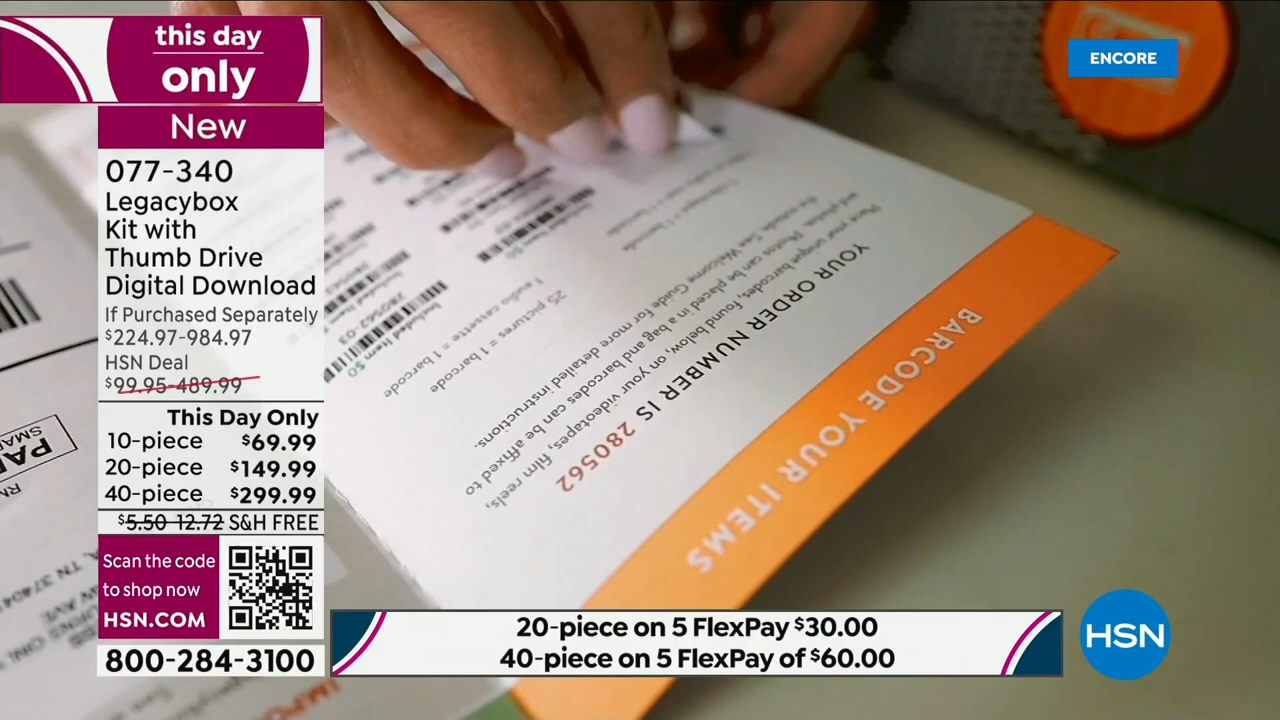 this day
only
New
077-340
Legacybox
Kit with
Thumb Drive
Digital Download
If Purchased Separately
$224.97-984.97
HSN Deal
$99.95-489.99
This Day Only
10-piece $69.99
20-piece $149.99
40-piece $299.99
$5.50-12.72 S&H FREE
Scan the code
to shop now
HSN.COM
800-284-3100
ENCORE
20-piece on 5 FlexPay $30.00
40-piece on 5 FlexPay of $60.00
HSN
BARCODE YOUR ITEMS
YOUR ORDER NUMBER IS 280562
Place your unique barcodes, found below, on your videotapes, film reels,
and photos. Photos can be placed in a bag and barcodes can be affixed to
the outside. See Welcome Guide for more detailed instructions.
1 audio cassette = 1 barcode
25 pictures = 1 barcode
280562-03